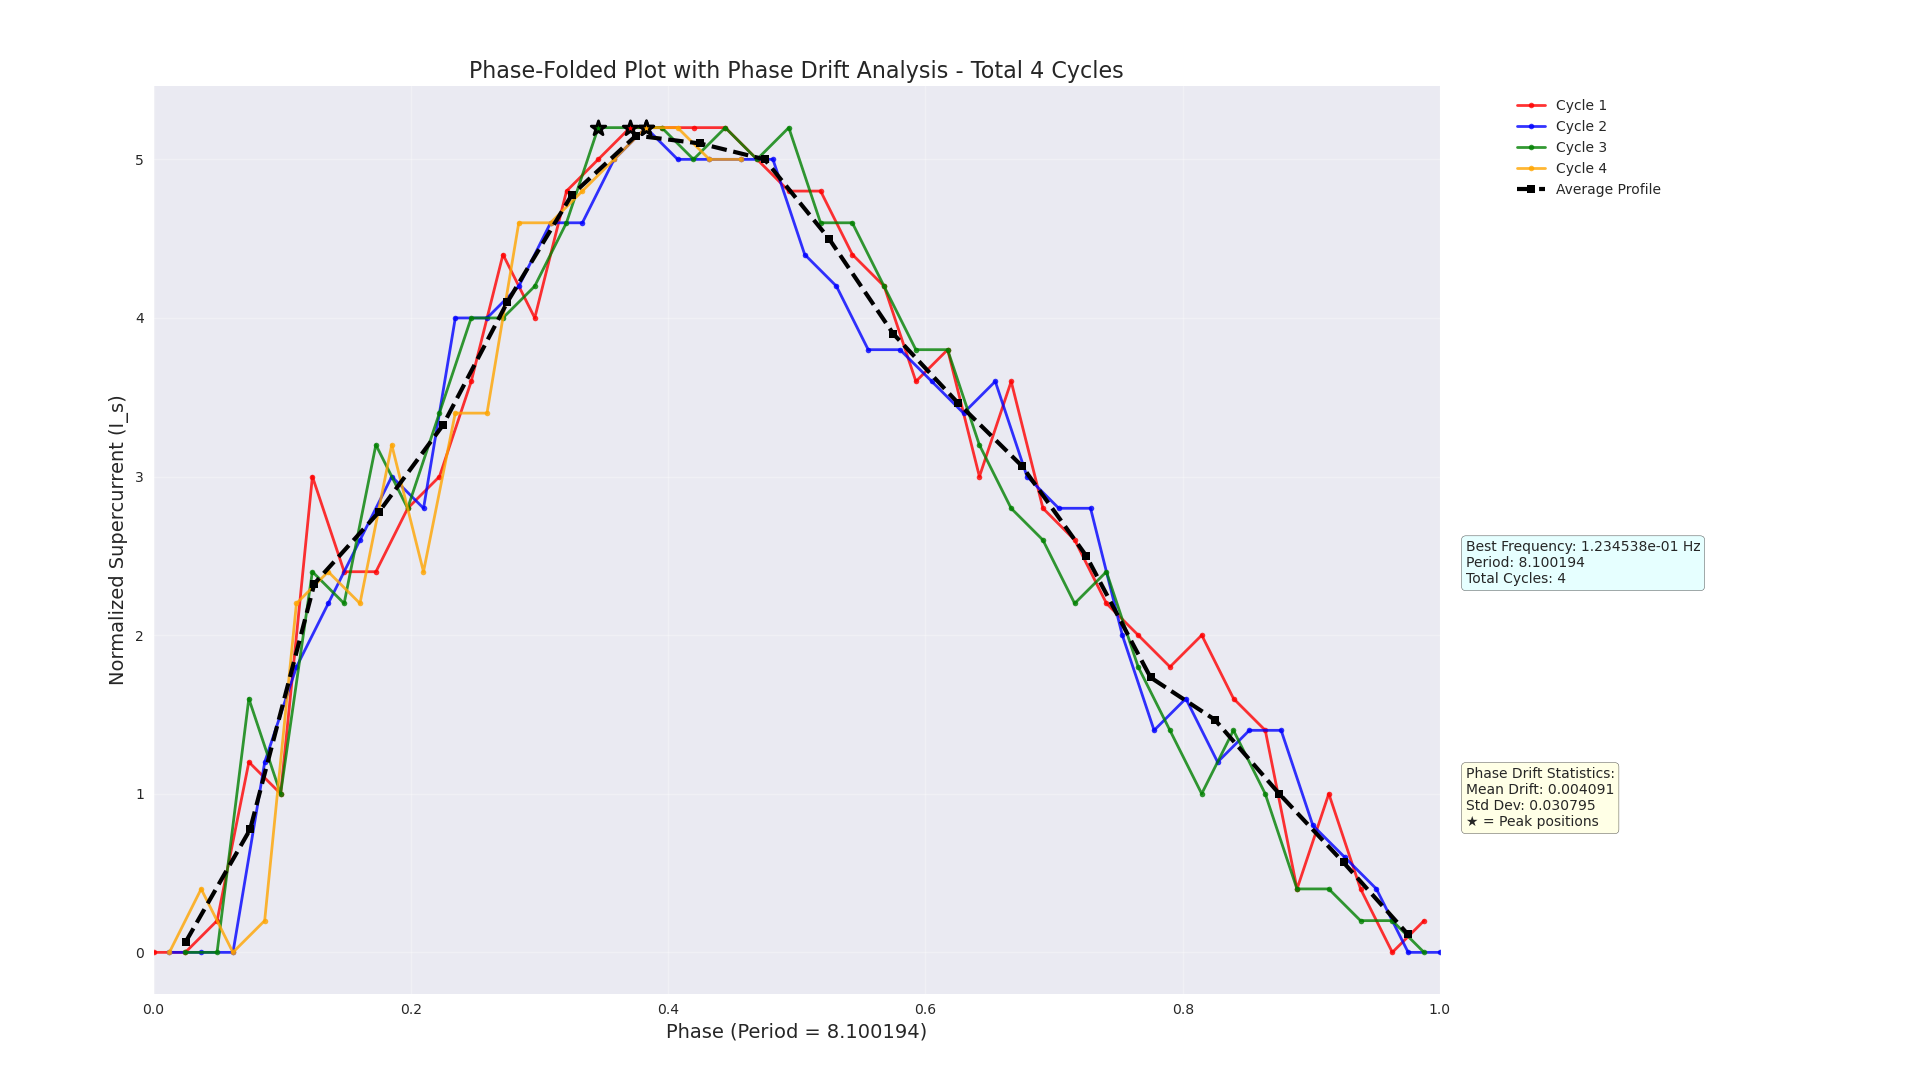 Phase-Folded Plot with Phase Drift Analysis - Total 4 Cycles
Normalized Supercurrent (I_s)
5
4
3
2
1
0
0.0
0.2
0.4
0.6
0.8
1.0
Phase (Period = 8.100194)
Cycle 1
Cycle 2
Cycle 3
Cycle 4
Average Profile
Best Frequency: 1.234538e-01 Hz
Period: 8.100194
Total Cycles: 4
Phase Drift Statistics:
Mean Drift: 0.004091
Std Dev: 0.030795
★ = Peak positions